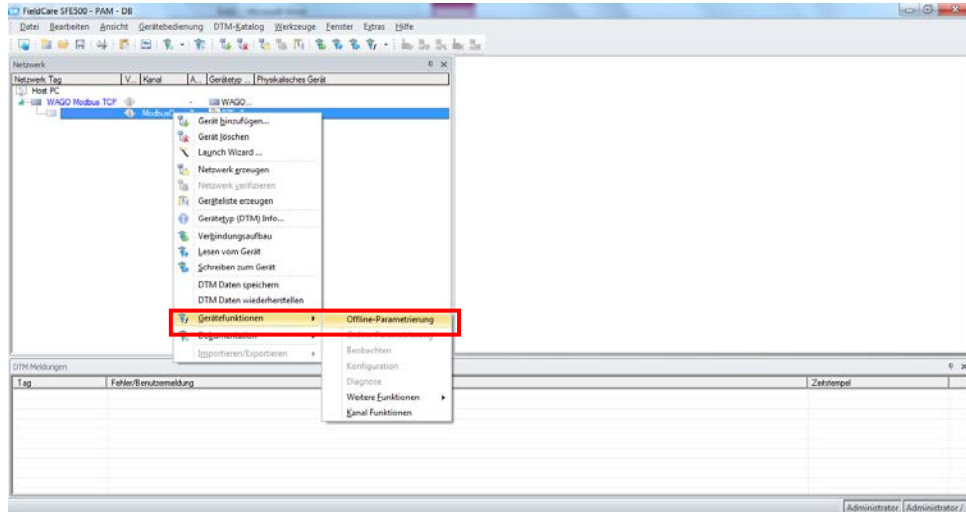 FieldCare SFE500 - PAM - DB
Datei Bearbeiten Ansicht Gerätebedienung DTM-Katalog Werkzeuge Fenster Extras Hilfe
Netzwerk
Netzwerk Tag V... Kanal A... Gerätetyp ... Physikalisches Gerät
Host PC
WAGO Modbus TCP - WAGO...
Gerät hinzufügen...
Gerät löschen
Launch Wizard ...
Netzwerk erzeugen
Netzwerk verifizieren
Geräteliste erzeugen
Gerätetyp (DTM) Info...
Verbindungsaufbau
Lesen vom Gerät
Schreiben zum Gerät
DTM Daten speichern
DTM Daten wiederherstellen
Gerätefunktionen
Offline-Parametrierung
Dokumentation
Importieren/Exportieren
Beobachten
Konfiguration
Diagnose
Weitere Funktionen
Kanal Funktionen
DTM Meldungen
Tag Fehler/Benutzermeldung Zeitstempel
Administrator Administrator /